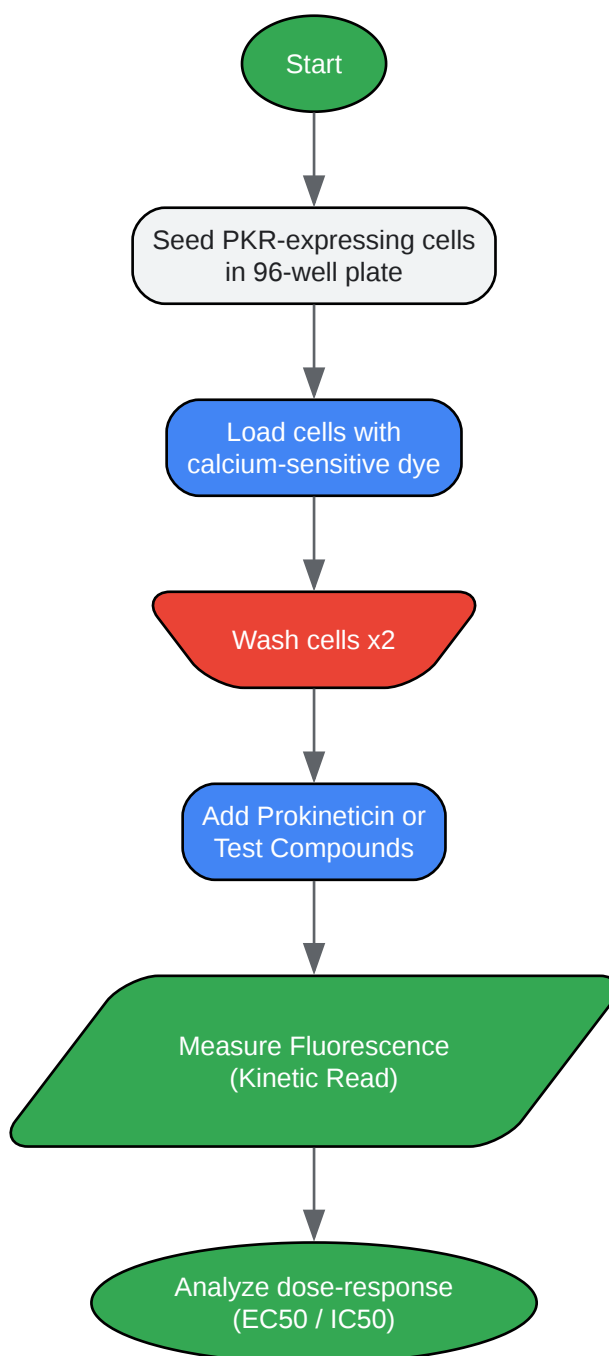 Start
Seed PKR-expressing cells
in 96-well plate
Load cells with
calcium-sensitive dye
Wash cells x2
Add Prokineticin or
Test Compounds
Measure Fluorescence
(Kinetic Read)
Analyze dose-response
(EC50 / IC50)